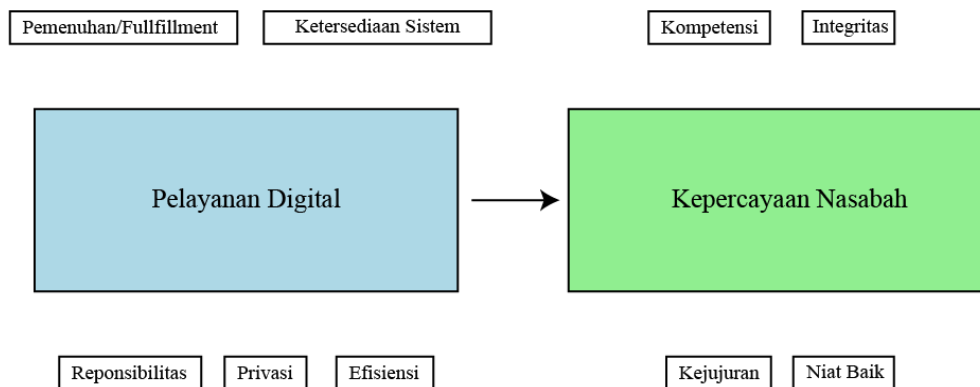 Pemenuhan/Fullfillment
Ketersediaan Sistem
Kompetensi
Integritas
Pelayanan Digital
Kepercayaan Nasabah
Reponsibilitas
Privasi
Efisiensi
Kejujuran
Niat Baik